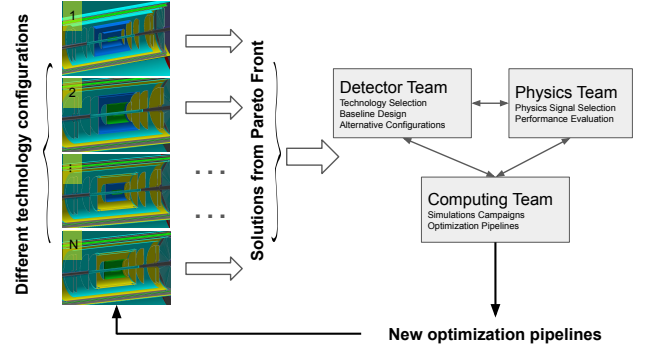 Different technology configurations
1
2
...
N
... 
...
Solutions from Pareto Front
Detector Team
Technology Selection
Baseline Design
Alternative Configurations
Physics Team
Physics Signal Selection
Performance Evaluation
Computing Team
Simulations Campaigns
Optimization Pipelines
New optimization pipelines